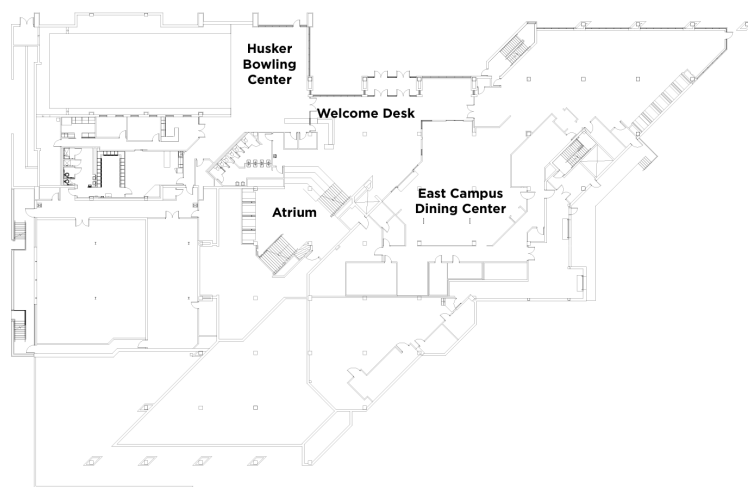 Husker
Bowling
Center
Welcome Desk
East Campus
Dining Center
Atrium